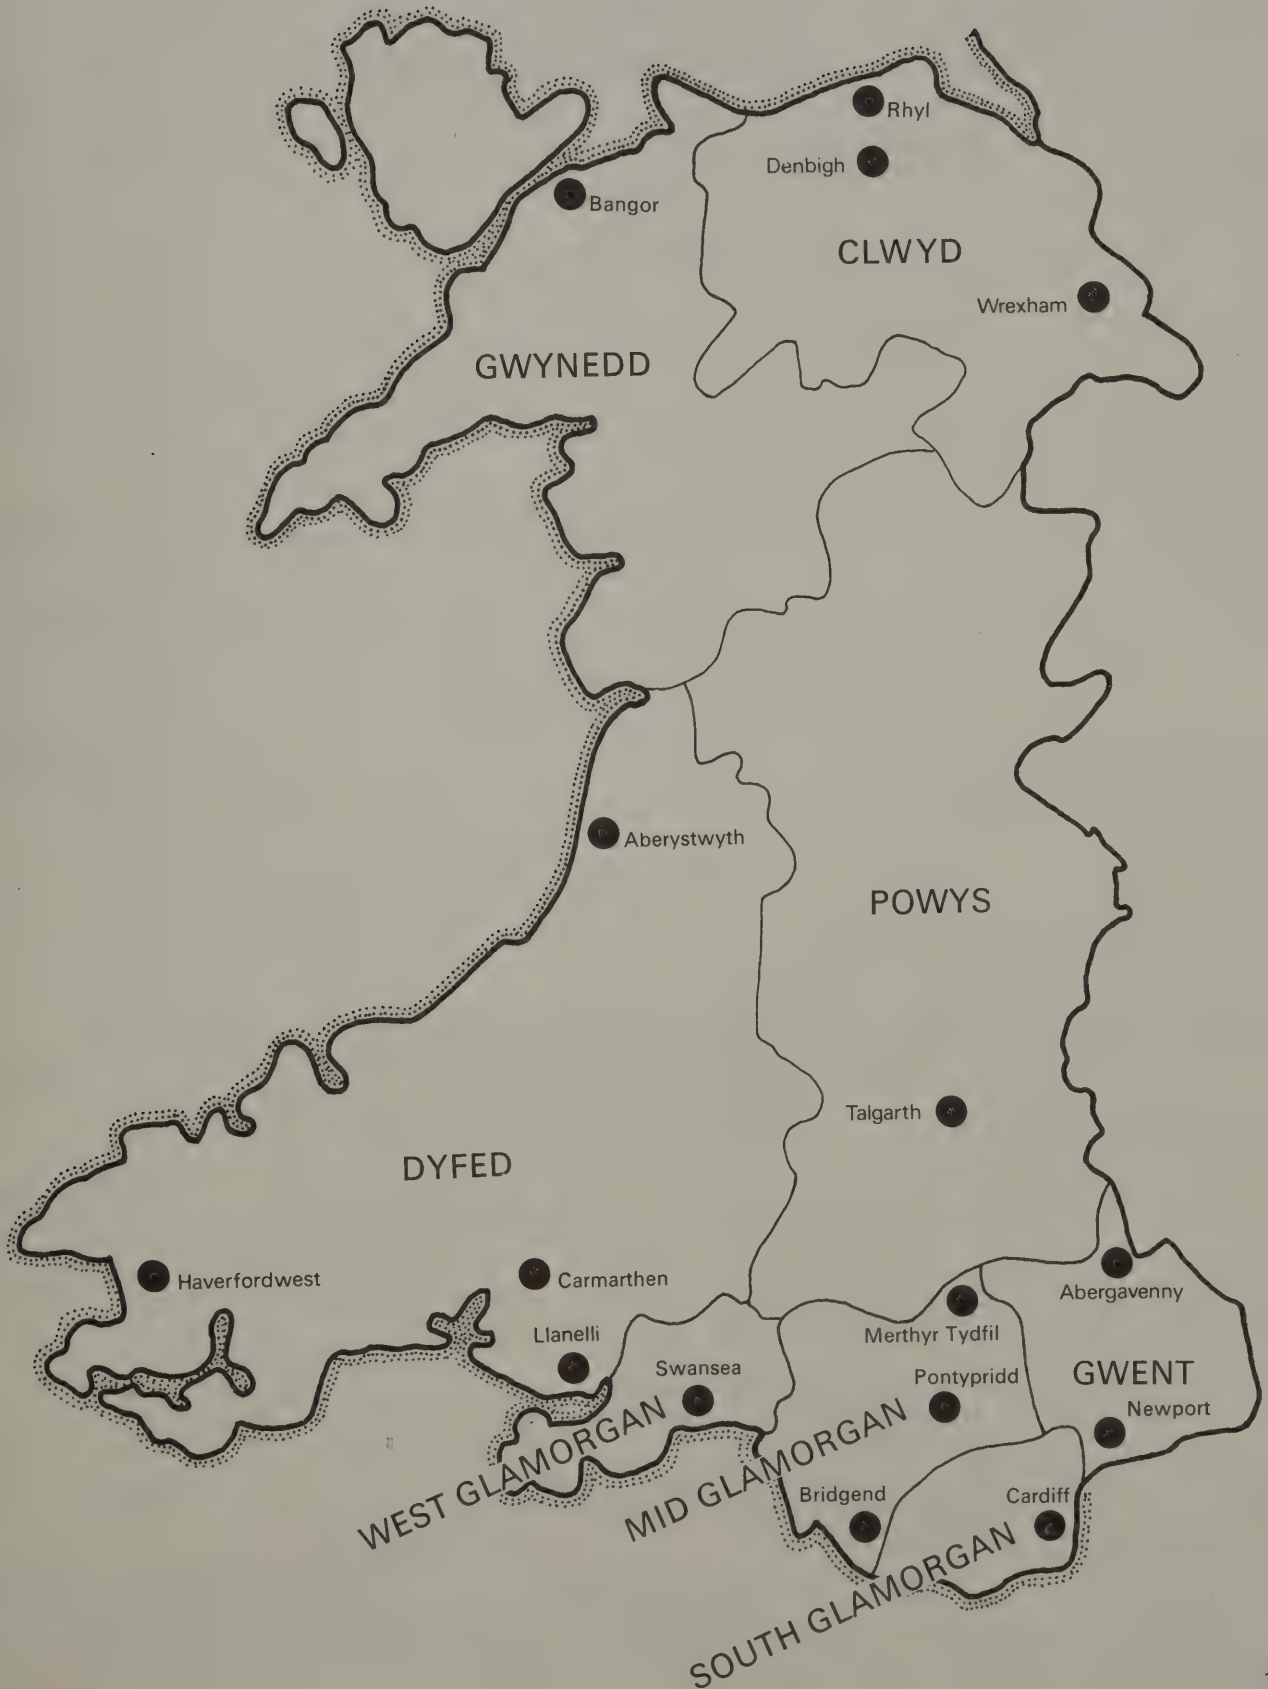 Rhyl
Denbigh
Bangor
CLWYD
Wrexham
GWYNEDD
Aberystwyth
POWYS
Talgarth
DYFED
Haverfordwest
Carmarthen
Abergavenny
Llanelli
Merthyr Tydfil
Swansea
Pontypridd
GWENT
Newport
WEST GLAMORGAN
MID GLAMORGAN
Bridgend
Cardiff
SOUTH GLAMORGAN